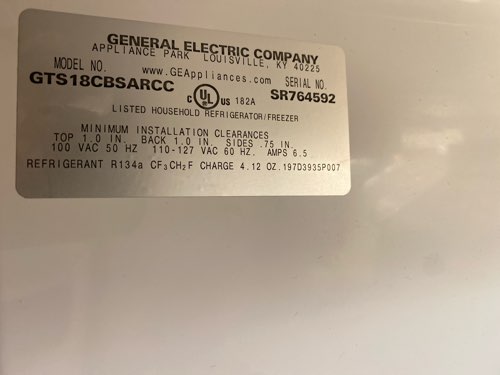 GENERAL ELECTRIC COMPANY
APPLIANCE PARK LOUISVILLE, KY 40225
MODEL NO. www.GEAppliances.com SERIAL NO.
GTS18CBSARCC C UL US 182A SR764592
LISTED HOUSEHOLD REFRIGERATOR/FREEZER
MINIMUM INSTALLATION CLEARANCES
TOP 1.0 IN. BACK 1.0 IN. SIDES .75 IN.
100 VAC 50 HZ 110-127 VAC 60 HZ. AMPS 6.5
REFRIGERANT R134a CF₃CH₂F CHARGE 4.12 OZ. 197D3935P007